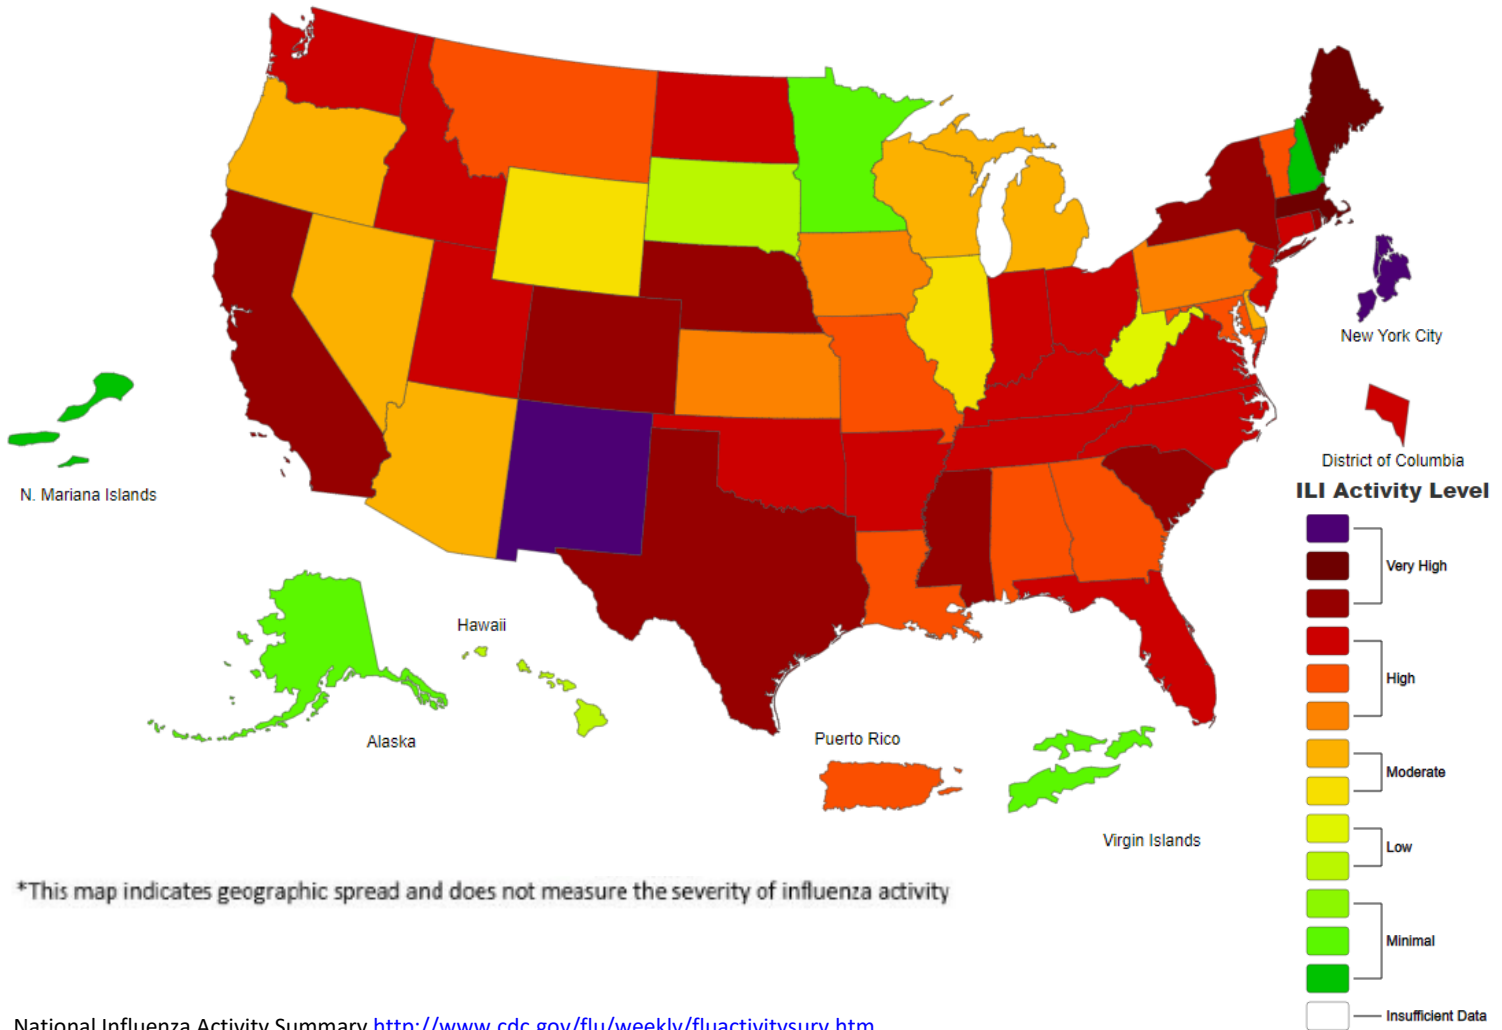 New York City
District of Columbia
N. Mariana Islands
ILI Activity Level
Very High
High
Moderate
Low
Minimal
Insufficient Data
Hawaii
Alaska
Puerto Rico
Virgin Islands
*This map indicates geographic spread and does not measure the severity of influenza activity
National Influenza Activity Summary http://www.cdc.gov/flu/weekly/fluactivitysurv.htm